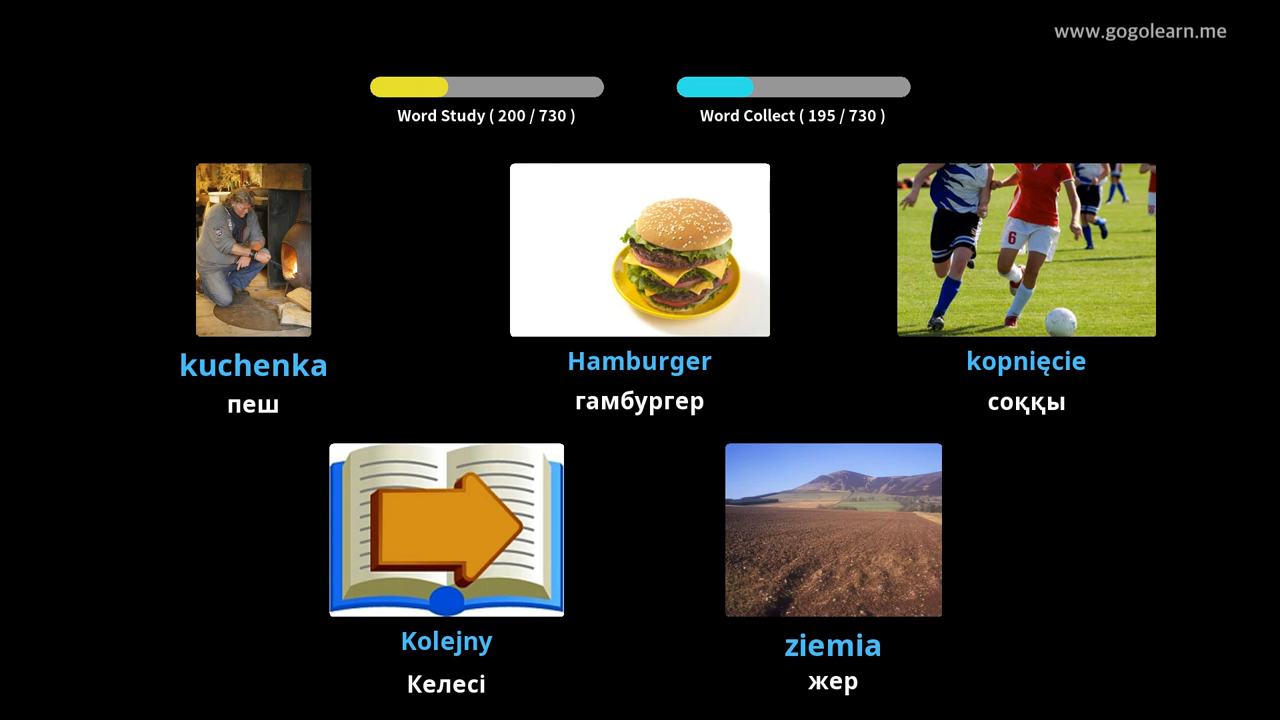 www.gogolearn.me
Word Study ( 200 / 730 )
Word Collect ( 195 / 730 )
kuchenka
пеш
Hamburger
гамбургер
kopnięcie
соққы
Kolejny
Келесі
ziemia
жер
6